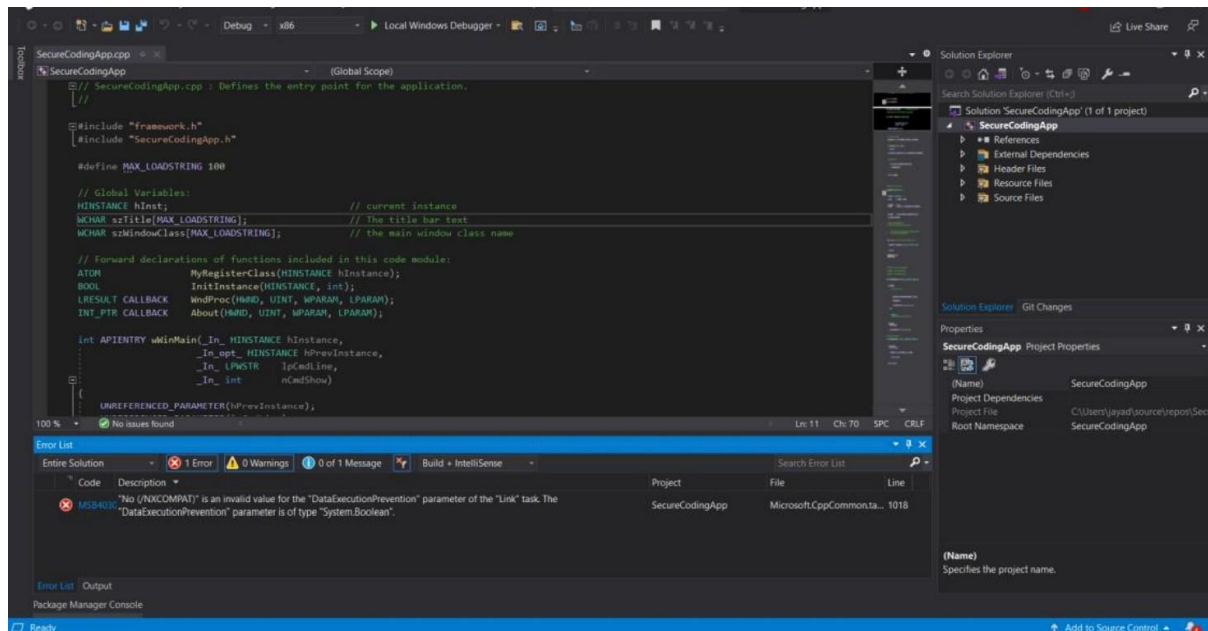 Debug x86 Local Windows Debugger Live Share
Toolbox
SecureCodingApp.cpp
SecureCodingApp (Global Scope)
// SecureCodingApp.cpp : Defines the entry point for the application.
//
#include "framework.h"
#include "SecureCodingApp.h"
#define MAX_LOADSTRING 100
// Global Variables:
HINSTANCE hInst; // current instance
WCHAR szTitle[MAX_LOADSTRING]; // The title bar text
WCHAR szWindowClass[MAX_LOADSTRING]; // the main window class name
// Forward declarations of functions included in this code module:
ATOM MyRegisterClass(HINSTANCE hInstance);
BOOL InitInstance(HINSTANCE, int);
LRESULT CALLBACK WndProc(HWND, UINT, WPARAM, LPARAM);
INT_PTR CALLBACK About(HWND, UINT, WPARAM, LPARAM);
int APIENTRY wWinMain(_In_ HINSTANCE hInstance,
_In_opt_ HINSTANCE hPrevInstance,
_In_ LPWSTR lpCmdLine,
_In_ int nCmdShow)
{
UNREFERENCED_PARAMETER(hPrevInstance);
100 % No issues found Ln: 11 Ch: 70 SPC CRLF
Error List
Entire Solution 1 Error 0 Warnings 0 of 1 Message Build + IntelliSense Search Error List
Code Description Project File Line
"No (/NXCOMPAT)" is an invalid value for the "DataExecutionPrevention" parameter of the "Link" task. The
"DataExecutionPrevention" parameter is of type "System.Boolean".
SecureCodingApp Microsoft.CppCommon.ta... 1018
Error List Output
Package Manager Console
Ready Add to Source Control
Solution Explorer
Search Solution Explorer (Ctrl+;)
Solution 'SecureCodingApp' (1 of 1 project)
SecureCodingApp
References
External Dependencies
Header Files
Resource Files
Source Files
Solution Explorer Git Changes
Properties
SecureCodingApp Project Properties
(Name) SecureCodingApp
Project Dependencies
Project File C:\Users\jayad\source\repos\Sec
Root Namespace SecureCodingApp
(Name)
Specifies the project name.